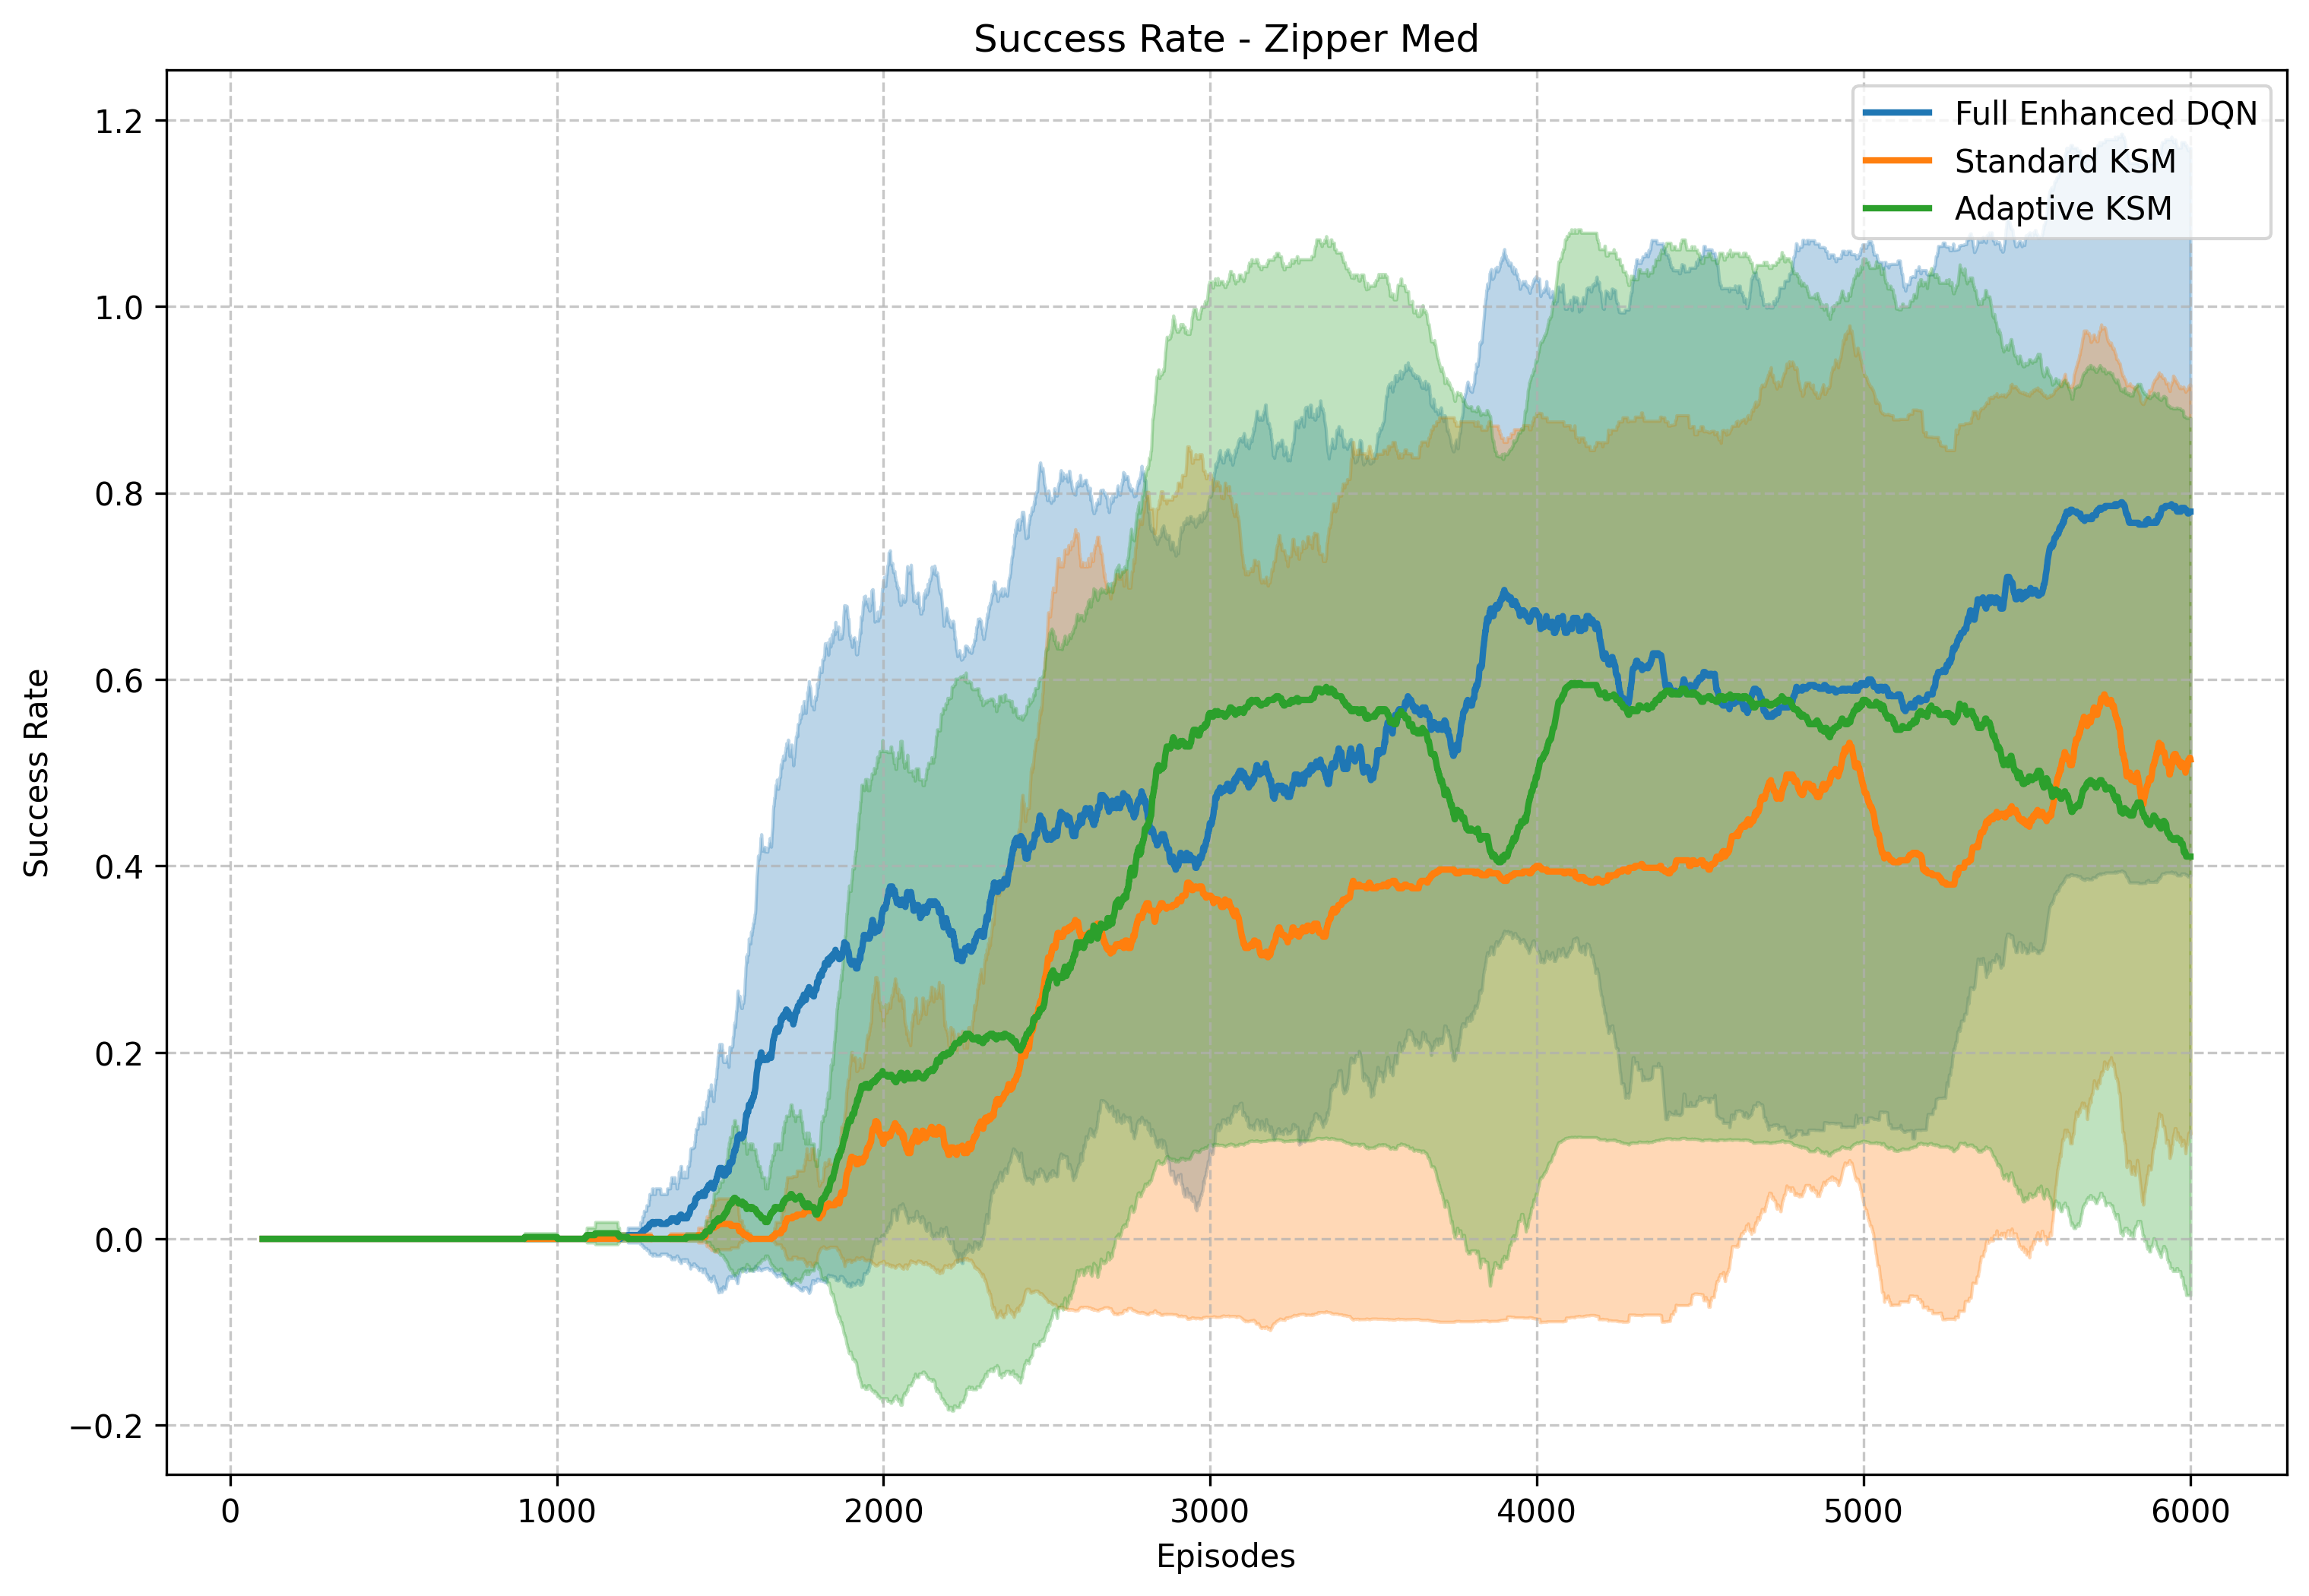 Success Rate - Zipper Med
Full Enhanced DQN
Standard KSM
Adaptive KSM
Success Rate
1.2
1.0
0.8
0.6
0.4
0.2
0.0
−0.2
0 1000 2000 3000 4000 5000 6000
Episodes